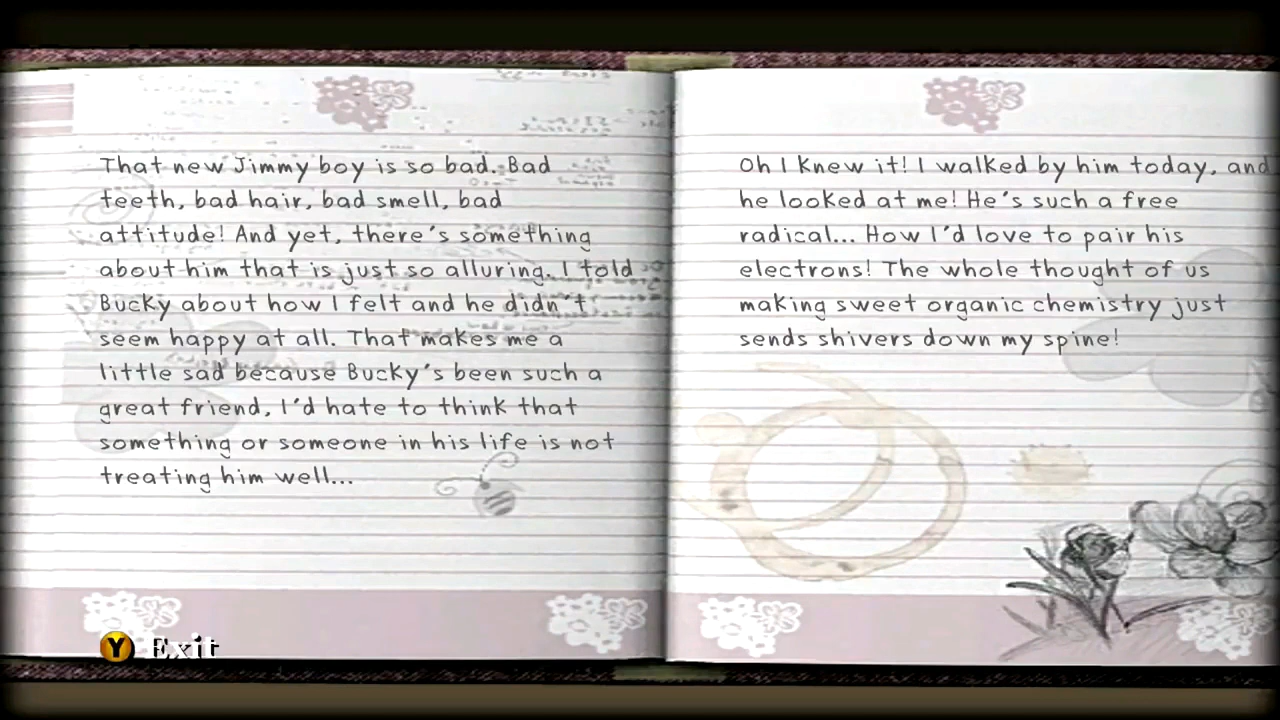 That new Jimmy boy is so bad. Bad
teeth, bad hair, bad smell, bad
attitude! And yet, there's something
about him that is just so alluring. I told
Bucky about how I felt and he didn't
seem happy at all. That makes me a
little sad because Bucky's been such a
great friend, I'd hate to think that
something or someone in his life is not
treating him well...
Oh I knew it! I walked by him today, and
he looked at me! He's such a free
radical... How I'd love to pair his
electrons! The whole thought of us
making sweet organic chemistry just
sends shivers down my spine!
Y Exit